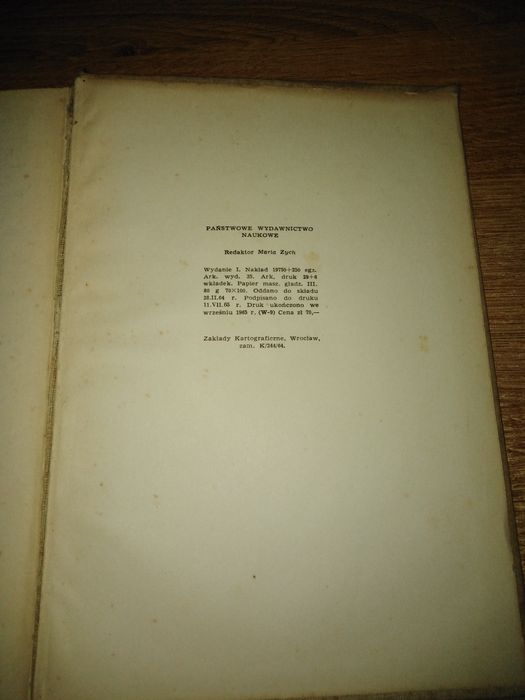 PAŃSTWOWE WYDAWNICTWO
NAUKOWE
Redaktor Maria Zych
Wydanie I. Nakład 19750+250 egz.
Ark. wyd. 35. Ark. druk 29+6
wkładek. Papier masz. gładz. III.
80 g 70×100. Oddano do składu
28.II.64 r. Podpisano do druku
11.VII.65 r. Druk ukończono we
wrześniu 1965 r. (W-9) Cena zł 70,—
Zakłady Kartograficzne, Wrocław,
zam. K/244/64.